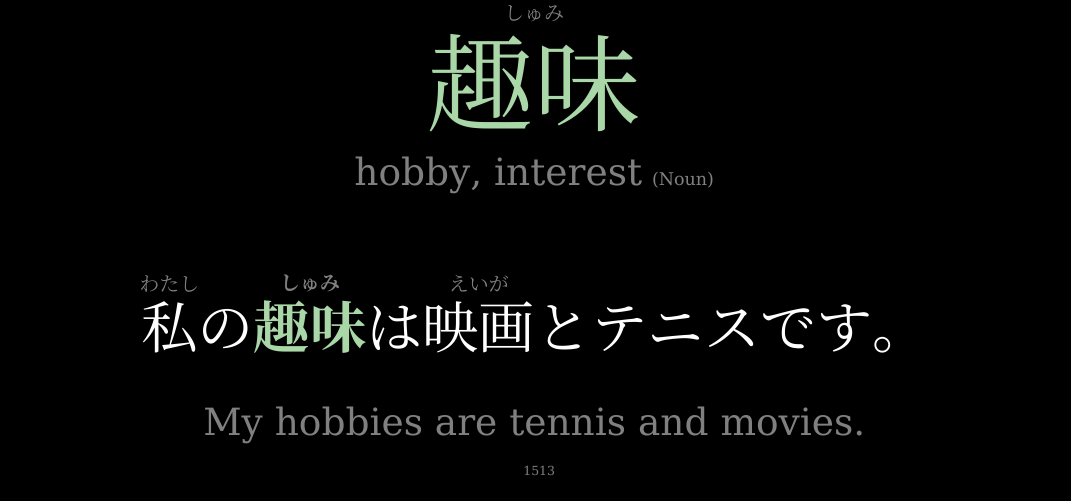 しゅみ
趣味
hobby, interest (Noun)
わたし しゅみ えいが
私の趣味は映画とテニスです。
My hobbies are tennis and movies.
1513